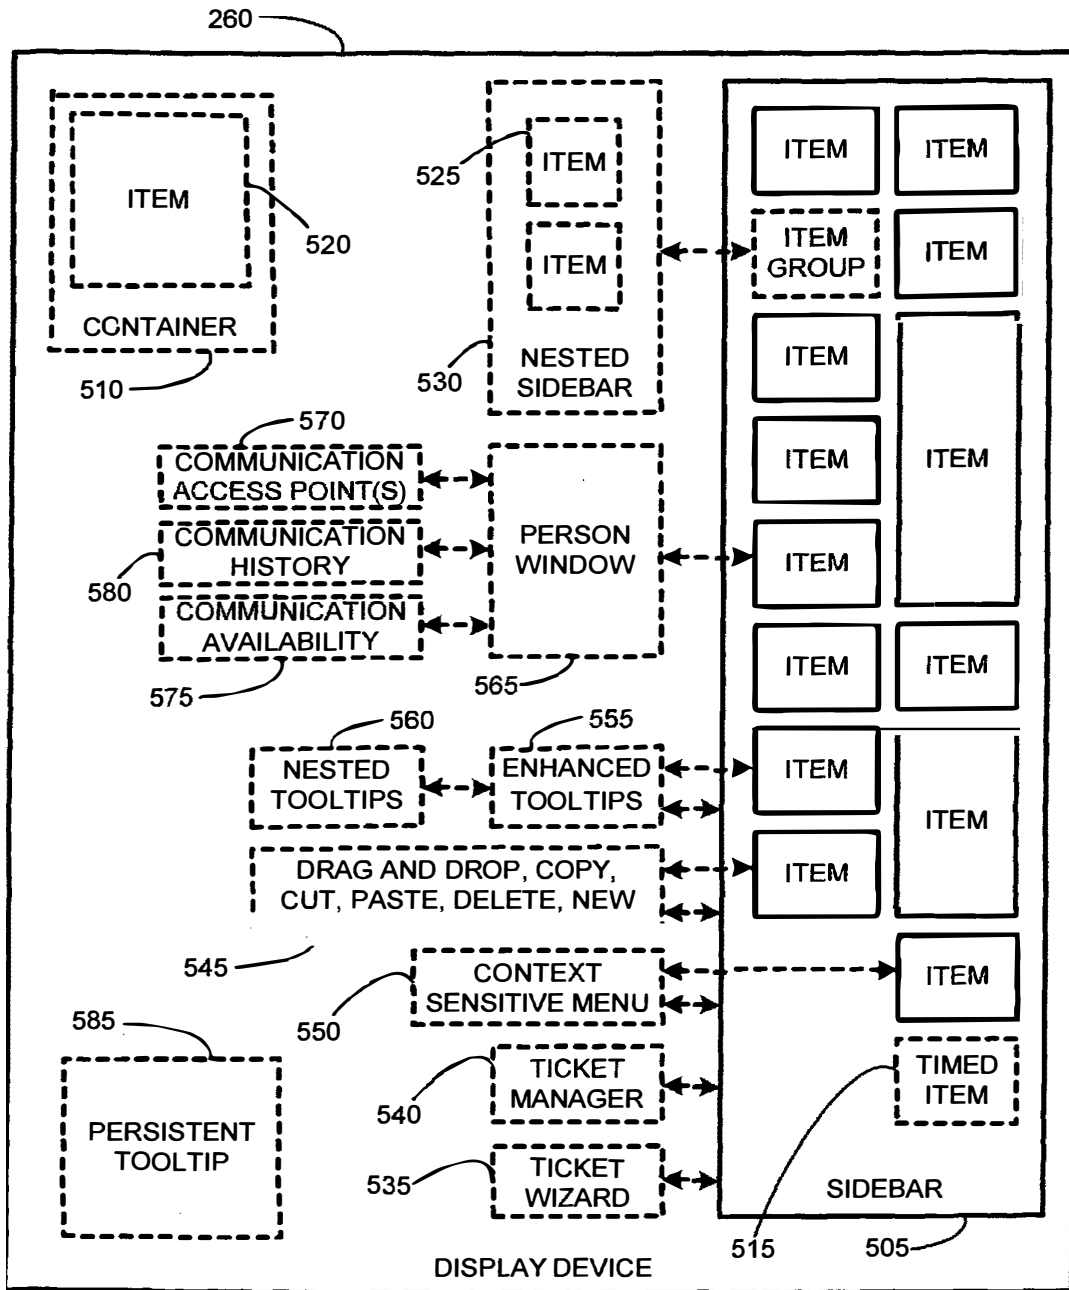 260
ITEM
520
CONTAINER
510
525
ITEM
ITEM
530
NESTED
SIDEBAR
ITEM
ITEM
ITEM
GROUP
ITEM
ITEM
ITEM
ITEM
ITEM
ITEM
ITEM
ITEM
ITEM
ITEM
ITEM
TIMED
ITEM
SIDEBAR
515
505
570
COMMUNICATION
ACCESS POINT(S)
COMMUNICATION
HISTORY
580
COMMUNICATION
AVAILABILITY
575
PERSON
WINDOW
565
560
555
NESTED
TOOLTIPS
ENHANCED
TOOLTIPS
DRAG AND DROP, COPY,
CUT, PASTE, DELETE, NEW
545
CONTEXT
SENSITIVE MENU
550
585
PERSISTENT
TOOLTIP
TICKET
MANAGER
540
TICKET
WIZARD
535
DISPLAY DEVICE